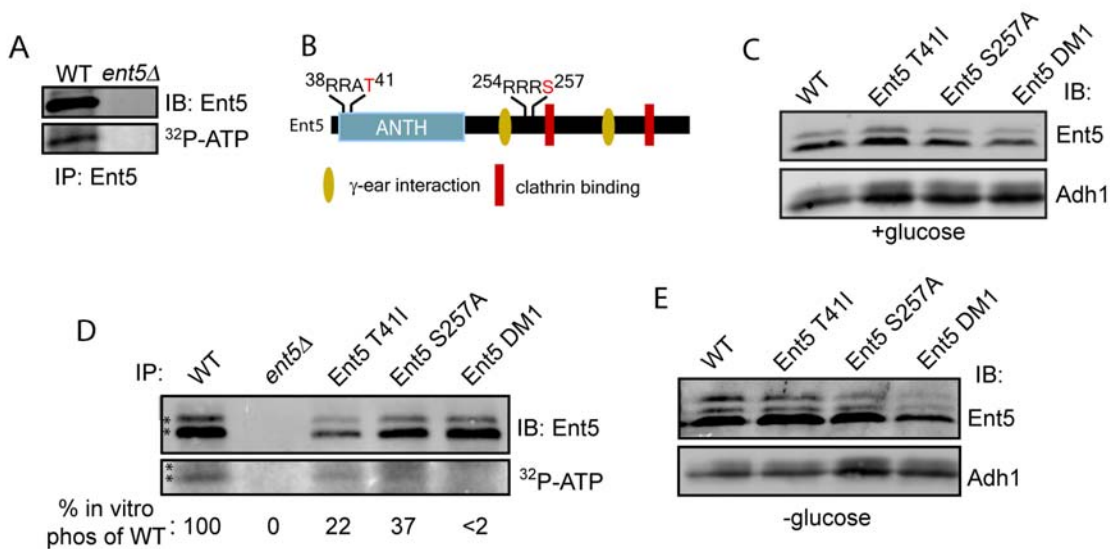 A
WT ent5Δ
IB: Ent5
³²P-ATP
IP: Ent5
B
³⁸RRAT⁴¹
²⁵⁴RRRS²⁵⁷
Ent5
ANTH
γ-ear interaction
clathrin binding
C
WT
Ent5 T41I
Ent5 S257A
Ent5 DM1
IB:
Ent5
Adh1
+glucose
D
IP:
WT
ent5Δ
Ent5 T41I
Ent5 S257A
Ent5 DM1
*
*
IB: Ent5
*
*
³²P-ATP
% in vitro
phos of WT : 100 0 22 37 <2
E
WT
Ent5 T41I
Ent5 S257A
Ent5 DM1
IB:
Ent5
Adh1
-glucose